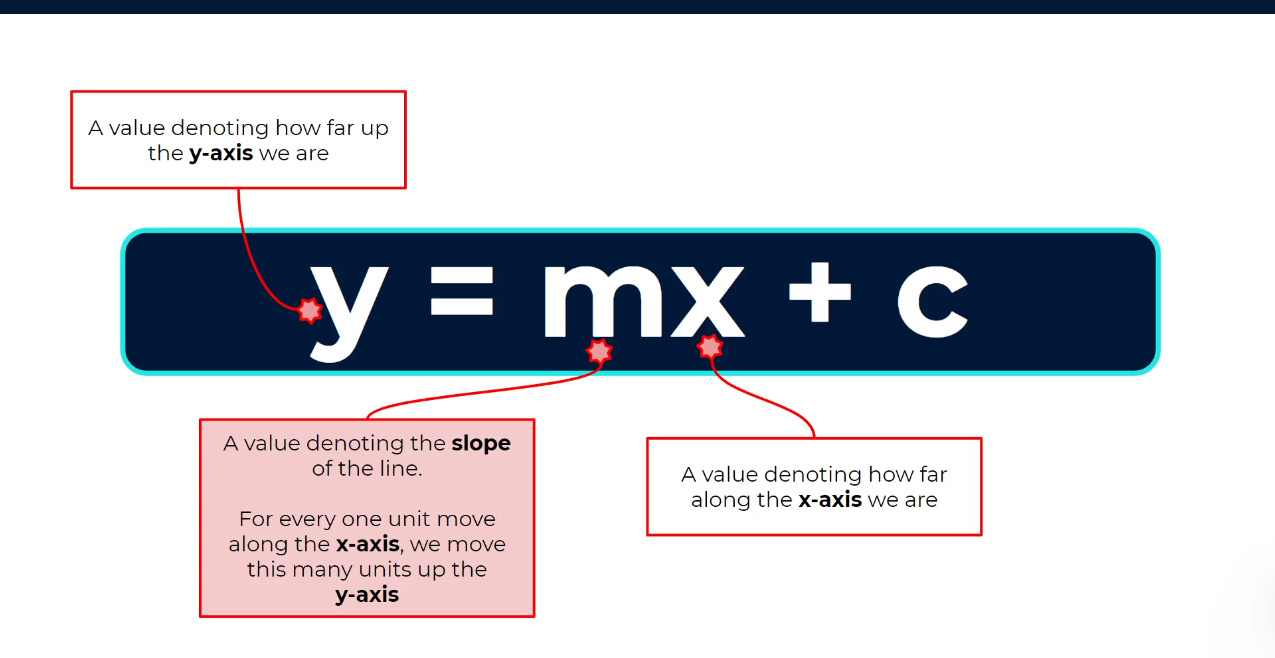 A value denoting how far up
the y-axis we are
y = mx + c
A value denoting the slope
of the line.
For every one unit move
along the x-axis, we move
this many units up the
y-axis
A value denoting how far
along the x-axis we are